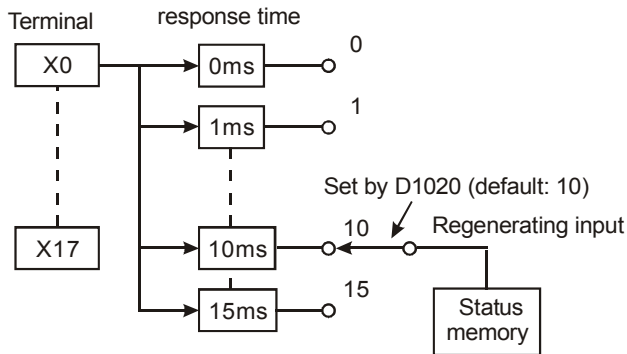 Terminal
response time
X0
0ms
0
1ms
1
Set by D1020 (default: 10)
X17
10ms
10
Regenerating input
15ms
15
Status
memory